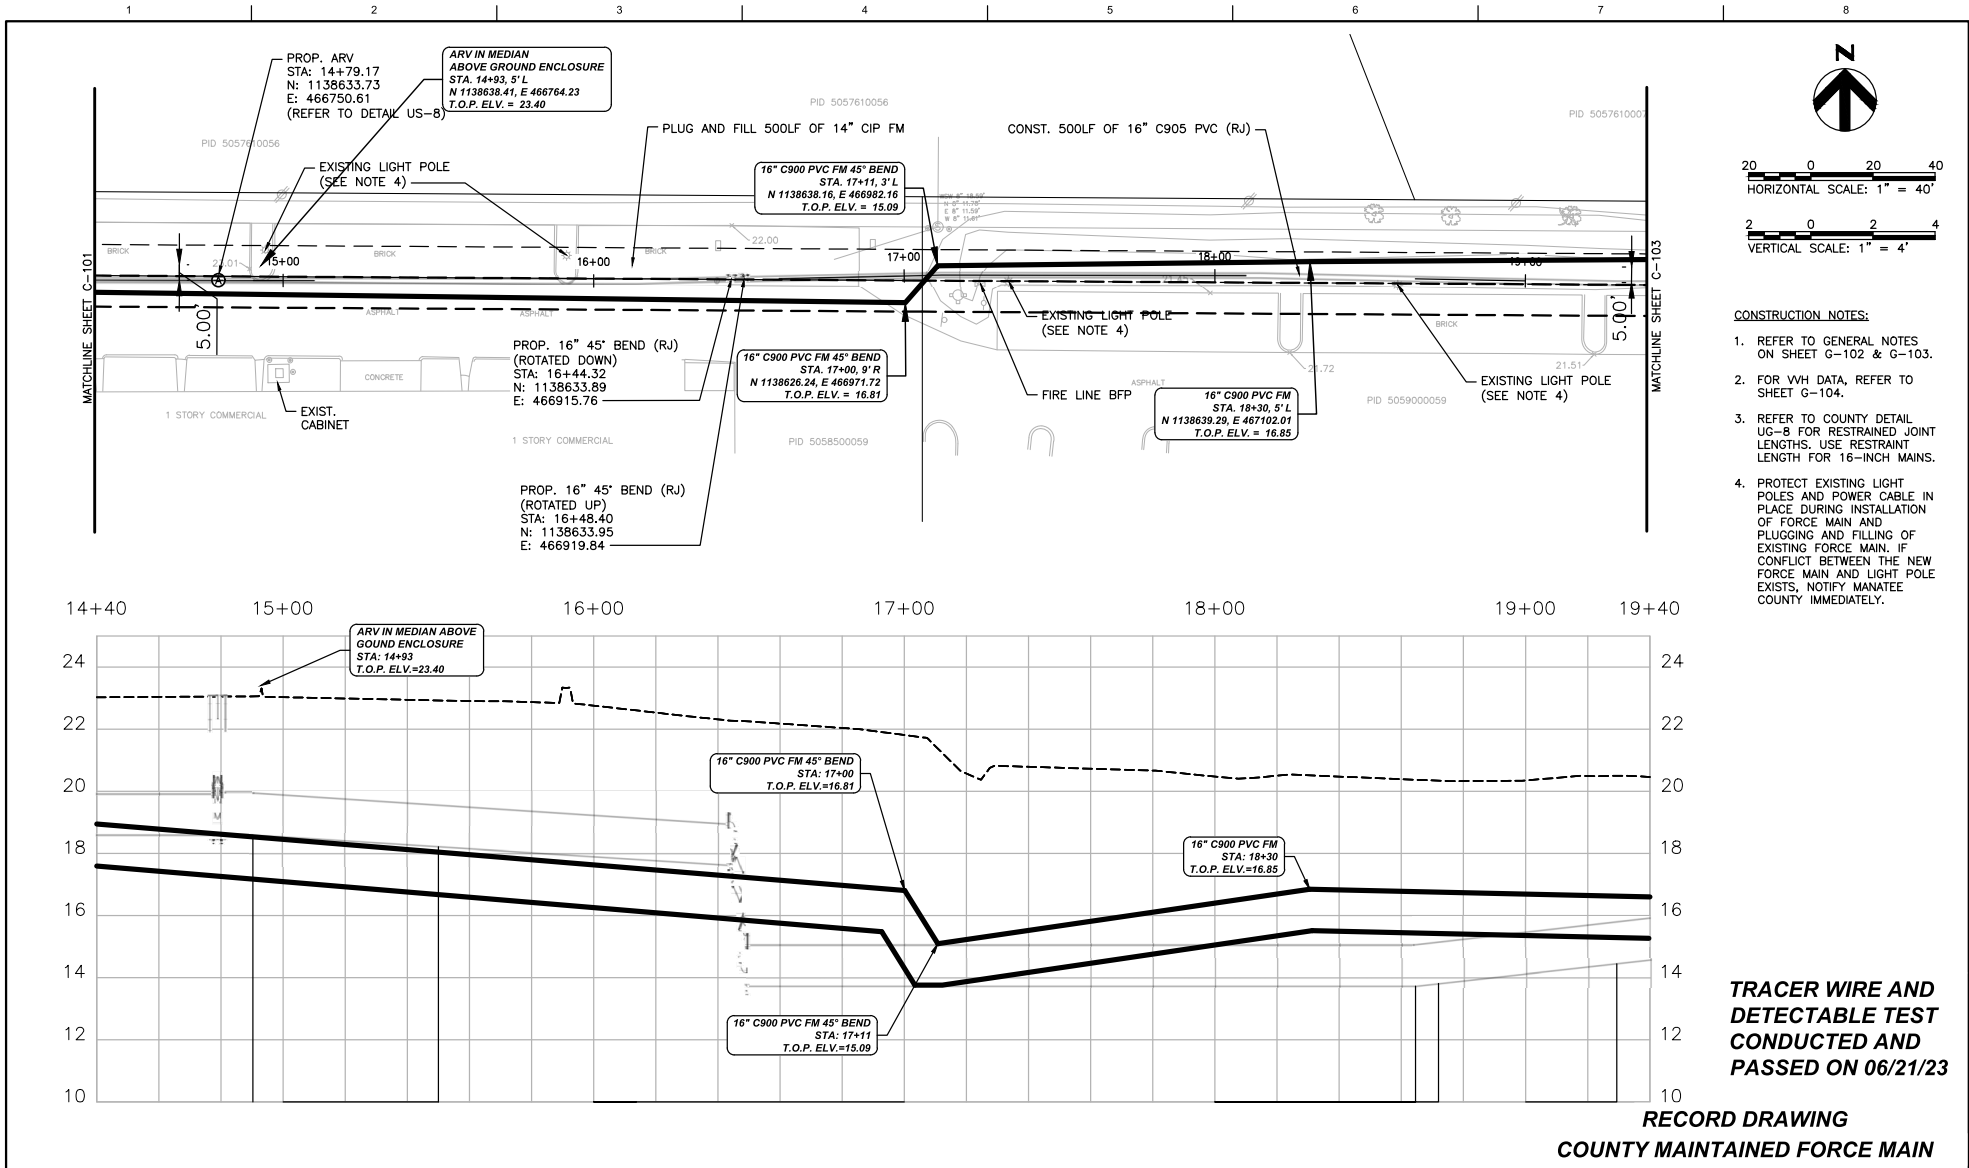 1 2 3 4 5 6 7 8
PROP. ARV
STA: 14+79.17
N: 1138633.73
E: 466750.61
(REFER TO DETAIL US-8)
ARV IN MEDIAN
ABOVE GROUND ENCLOSURE
STA. 14+93, 5' L
N 1138638.41, E 466764.23
T.O.P. ELV. = 23.40
PID 5057610056
PID 5057610056
PID 5057610007
EXISTING LIGHT POLE
(SEE NOTE 4)
PLUG AND FILL 500LF OF 14" CIP FM
CONST. 500LF OF 16" C905 PVC (RJ)
16" C900 PVC FM 45° BEND
STA. 17+11, 3' L
N 1138638.16, E 466982.16
T.O.P. ELV. = 15.09
BRICK
BRICK
BRICK
22.00
15+00
16+00
17+00
18+00
19+00
MATCHLINE SHEET C-101
MATCHLINE SHEET C-103
5.00'
5.00'
ASPHALT
ASPHALT
EXISTING LIGHT POLE
(SEE NOTE 4)
BRICK
PROP. 16" 45° BEND (RJ)
(ROTATED DOWN)
STA: 16+44.32
N: 1138633.89
E: 466915.76
16" C900 PVC FM 45° BEND
STA. 17+00, 9' R
N 1138626.24, E 466971.72
T.O.P. ELV. = 16.81
CONCRETE
ASPHALT
21.72
21.51
FIRE LINE BFP
16" C900 PVC FM
STA. 18+30, 5' L
N 1138639.29, E 467102.01
T.O.P. ELV. = 16.85
PID 5059000059
EXISTING LIGHT POLE
(SEE NOTE 4)
1 STORY COMMERCIAL
EXIST.
CABINET
1 STORY COMMERCIAL
PID 5058500059
PROP. 16" 45° BEND (RJ)
(ROTATED UP)
STA: 16+48.40
N: 1138633.95
E: 466919.84
N
20 0 20 40
HORIZONTAL SCALE: 1" = 40'
2 0 2 4
VERTICAL SCALE: 1" = 4'
CONSTRUCTION NOTES:
1. REFER TO GENERAL NOTES
ON SHEET G-102 & G-103.
2. FOR VVH DATA, REFER TO
SHEET G-104.
3. REFER TO COUNTY DETAIL
UG-8 FOR RESTRAINED JOINT
LENGTHS. USE RESTRAINT
LENGTH FOR 16-INCH MAINS.
4. PROTECT EXISTING LIGHT
POLES AND POWER CABLE IN
PLACE DURING INSTALLATION
OF FORCE MAIN AND
PLUGGING AND FILLING OF
EXISTING FORCE MAIN. IF
CONFLICT BETWEEN THE NEW
FORCE MAIN AND LIGHT POLE
EXISTS, NOTIFY MANATEE
COUNTY IMMEDIATELY.
14+40 15+00 16+00 17+00 18+00 19+00 19+40
ARV IN MEDIAN ABOVE
GOUND ENCLOSURE
STA: 14+93
T.O.P. ELV.=23.40
24 24
22 22
16" C900 PVC FM 45° BEND
STA: 17+00
T.O.P. ELV.=16.81
20 20
16" C900 PVC FM
STA: 18+30
T.O.P. ELV.=16.85
18 18
16 16
14 14
16" C900 PVC FM 45° BEND
STA: 17+11
T.O.P. ELV.=15.09
12 12
10 10
TRACER WIRE AND
DETECTABLE TEST
CONDUCTED AND
PASSED ON 06/21/23
RECORD DRAWING
COUNTY MAINTAINED FORCE MAIN